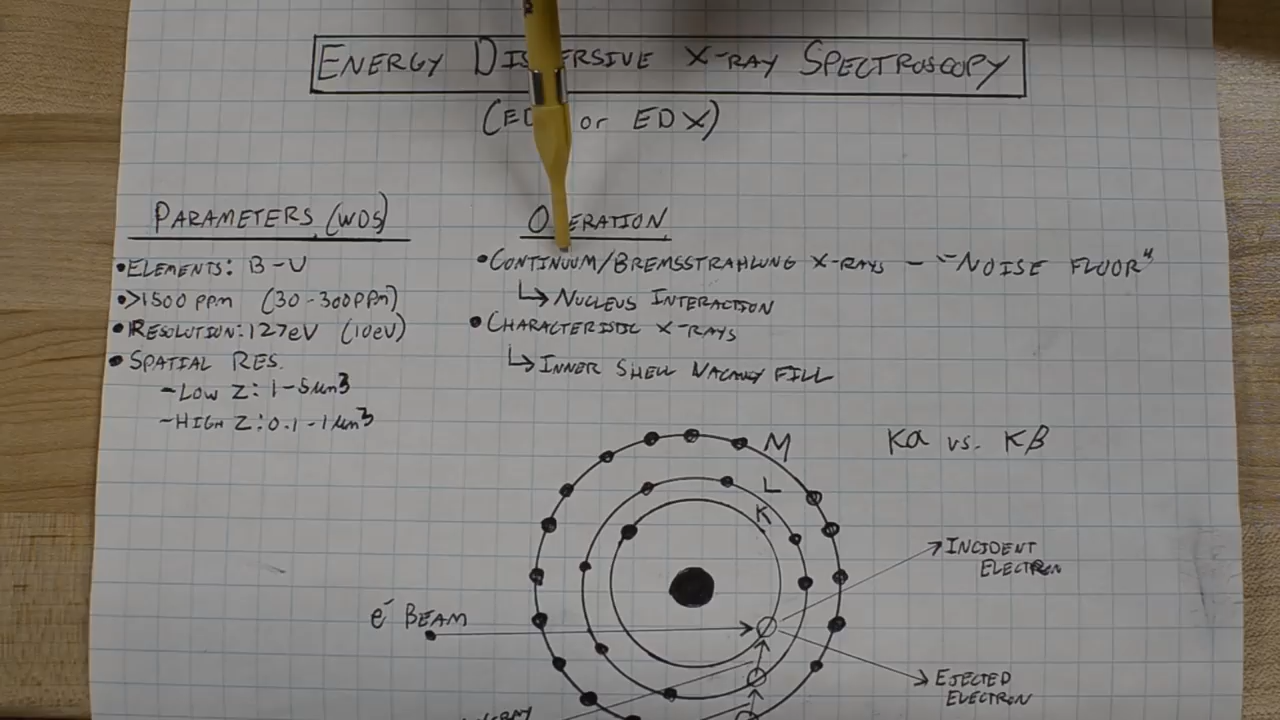 ENERGY DISPERSIVE X-RAY SPECTROSCOPY
or EDX)
PARAMETERS (WDS)
•ELEMENTS: B-U
•>1500 ppm (30-300ppm)
•RESOLUTION: 127eV (10eV)
•SPATIAL RES.
-LOW Z: 1-5μm³
-HIGH Z: 0.1-1μm³
OPERATION
•CONTINUUM/BREMSSTRAHLUNG X-RAYS - "NOISE FLUOR"
↳NUCLEUS INTERACTION
•CHARACTERISTIC X-RAYS
↳INNER SHELL VACANCY FILL
Kα vs. Kβ
M
L
K
INCIDENT
ELECTRON
e⁻ BEAM
EJECTED
ELECTRON